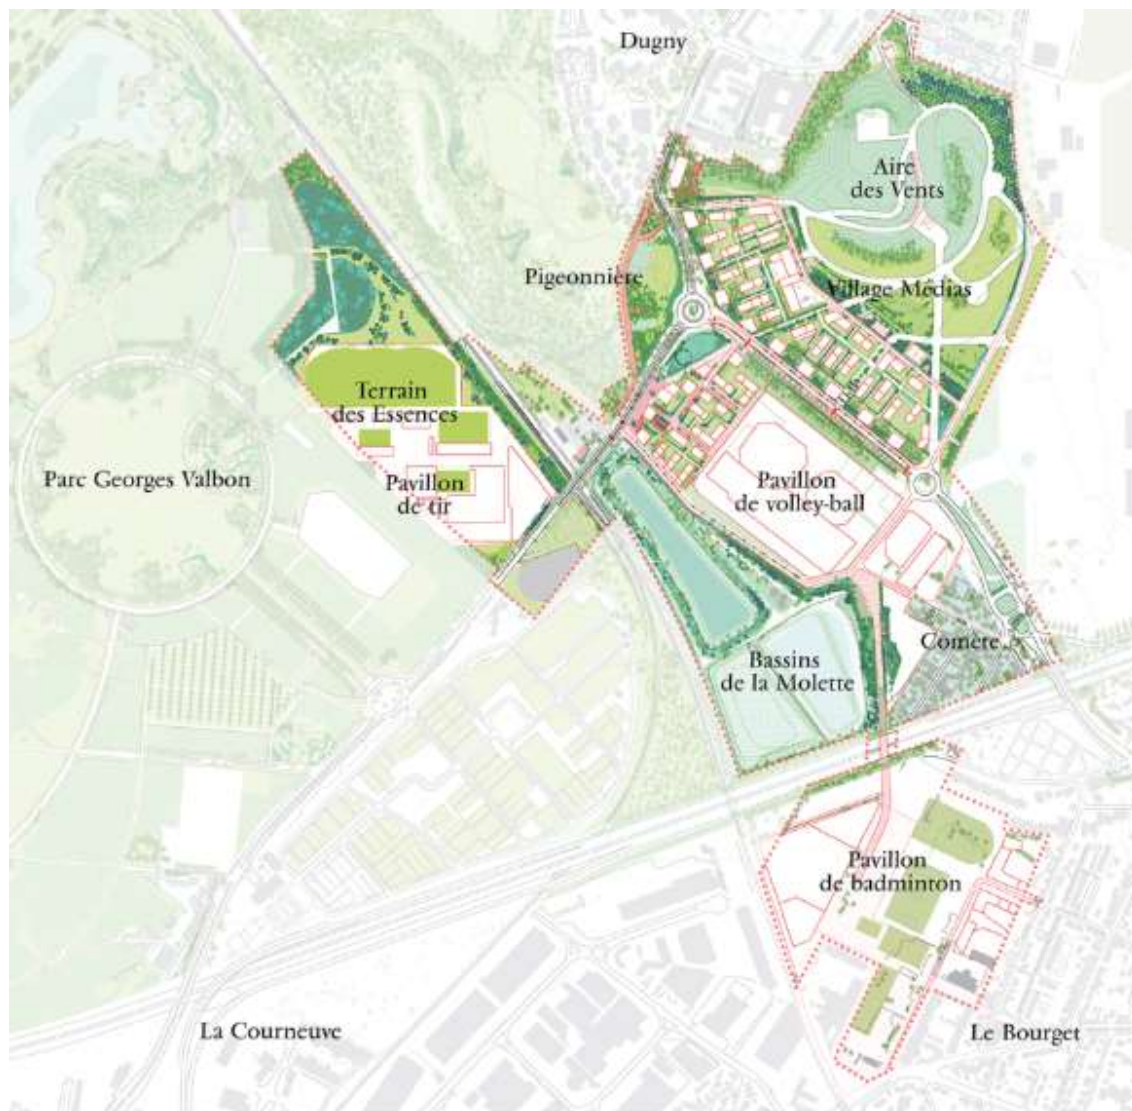 Dugny
Aire
des Vents
Pigeonnière
Village Médias
Terrain
des Essences
Parc Georges Valbon
Pavillon
de tir
Pavillon
de volley-ball
Comète
Bassins
de la Molette
Pavillon
de badminton
La Courneuve
Le Bourget